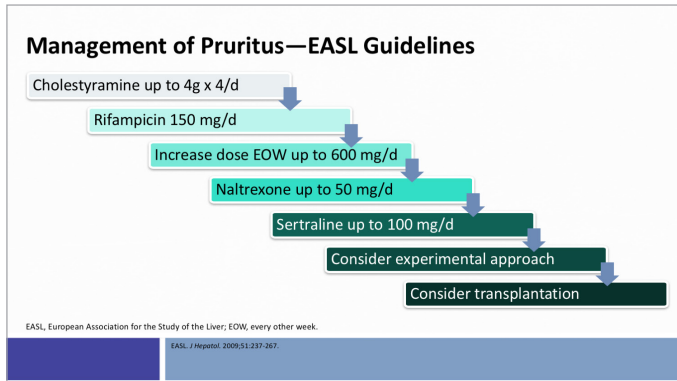 Management of Pruritus—EASL Guidelines
Cholestyramine up to 4g x 4/d
Rifampicin 150 mg/d
Increase dose EOW up to 600 mg/d
Naltrexone up to 50 mg/d
Sertraline up to 100 mg/d
Consider experimental approach
Consider transplantation
EASL, European Association for the Study of the Liver; EOW, every other week.
EASL. J Hepatol. 2009;51:237-267.